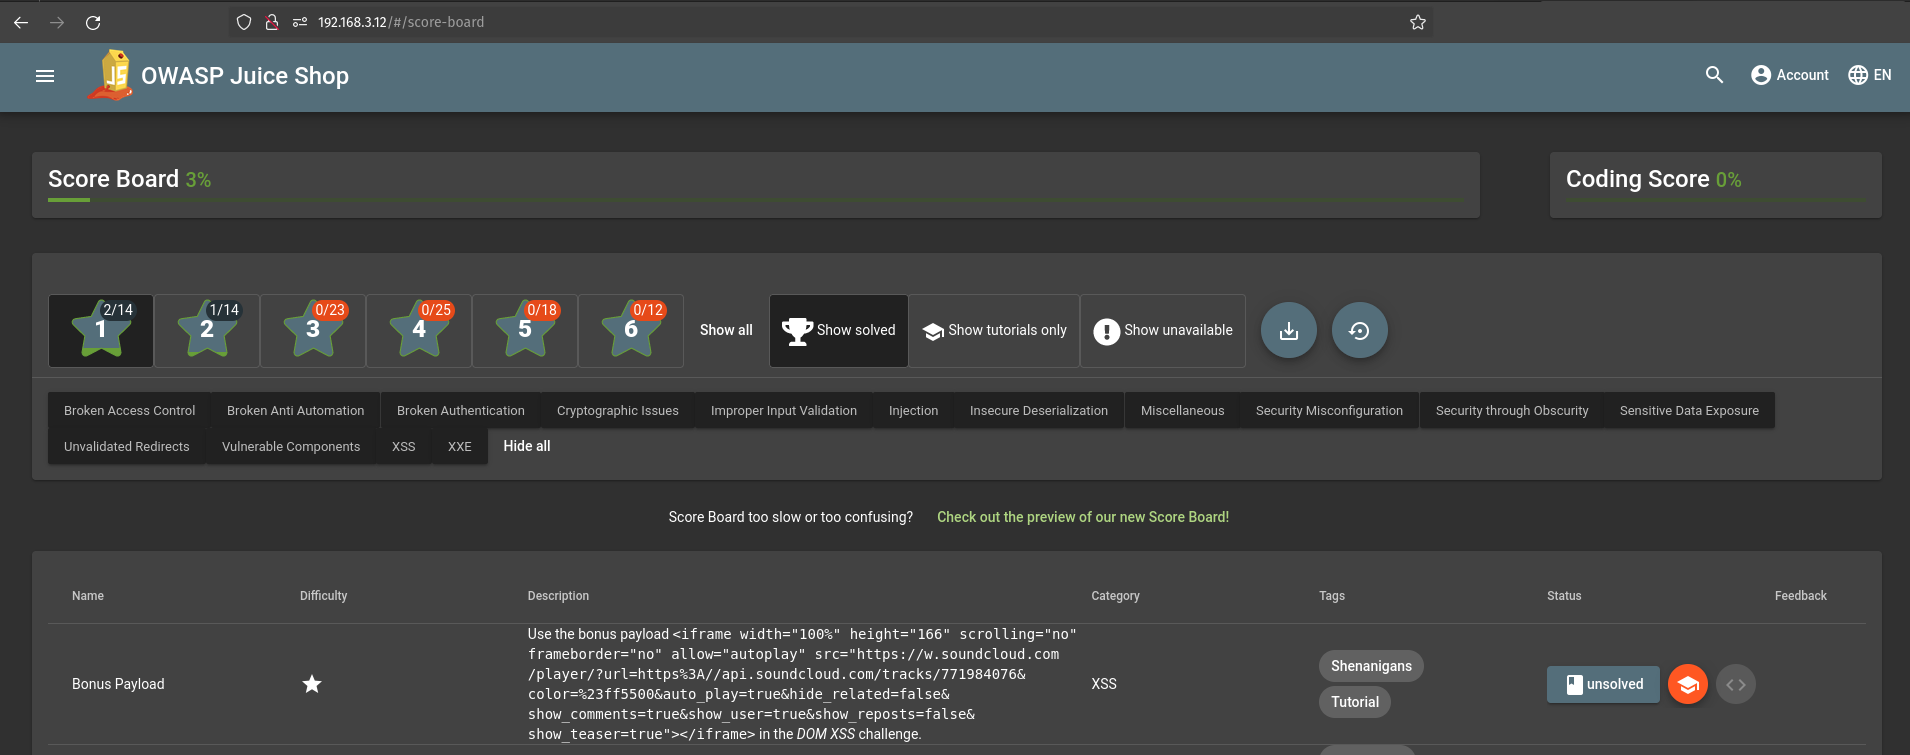 192.168.3.12/#/score-board
JS OWASP Juice Shop Account EN
Score Board 3% Coding Score 0%
2/14 1/14 0/23 0/25 0/18 0/12
1 2 3 4 5 6 Show all Show solved Show tutorials only Show unavailable
Broken Access Control Broken Anti Automation Broken Authentication Cryptographic Issues Improper Input Validation Injection Insecure Deserialization Miscellaneous Security Misconfiguration Security through Obscurity Sensitive Data Exposure
Unvalidated Redirects Vulnerable Components XSS XXE Hide all
Score Board too slow or too confusing? Check out the preview of our new Score Board!
Name Difficulty Description Category Tags Status Feedback
Bonus Payload
Use the bonus payload <iframe width="100%" height="166" scrolling="no"
frameborder="no" allow="autoplay" src="https://w.soundcloud.com
/player/?url=https%3A//api.soundcloud.com/tracks/771984076&
color=%23ff5500&auto_play=true&hide_related=false&
show_comments=true&show_user=true&show_reposts=false&
show_teaser=true"></iframe> in the DOM XSS challenge.
XSS
Shenanigans
Tutorial
unsolved